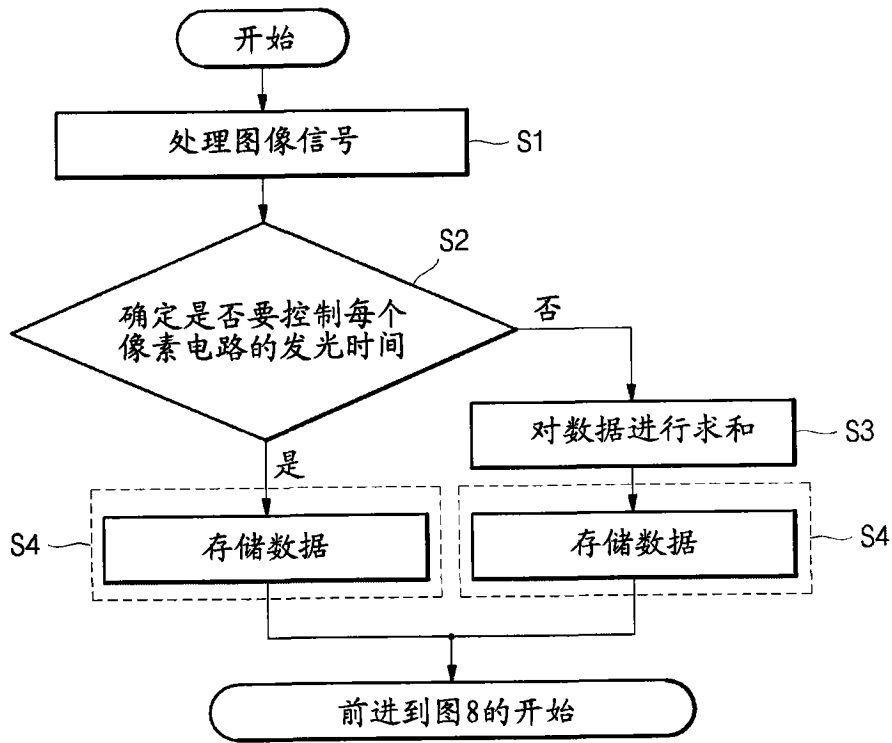 开始
处理图像信号
S1
S2
确定是否要控制每个
像素电路的发光时间
否
对数据进行求和
S3
是
S4
存储数据
存储数据
S4
前进到图8的开始